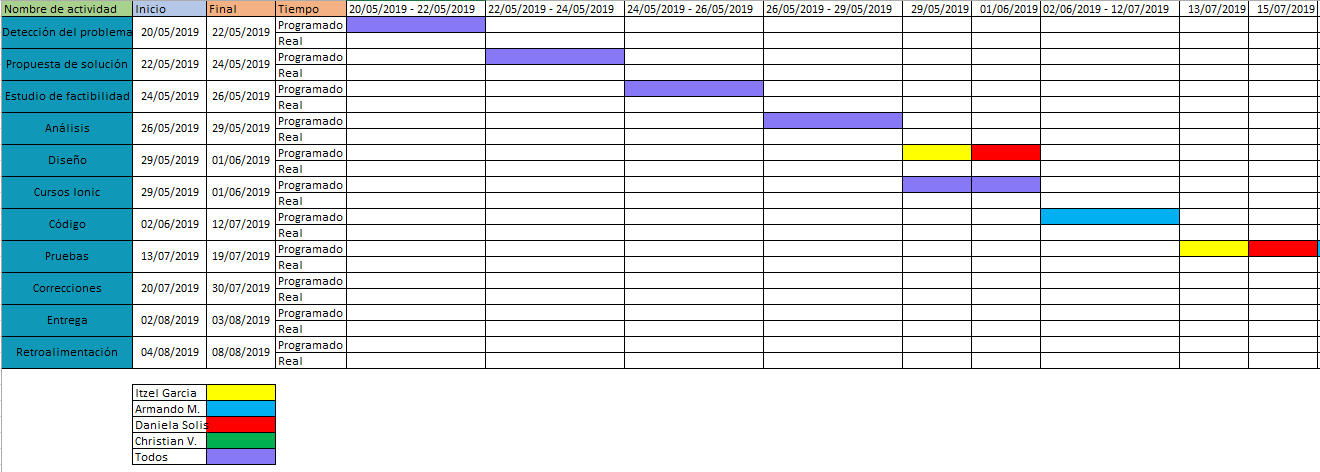 Nombre de actividad Inicio Final Tiempo 20/05/2019 - 22/05/2019 22/05/2019 - 24/05/2019 24/05/2019 - 26/05/2019 26/05/2019 - 29/05/2019 29/05/2019 01/06/2019 02/06/2019 - 12/07/2019 13/07/2019 15/07/2019
Detección del problema 20/05/2019 22/05/2019 Programado
Real
Propuesta de solución 22/05/2019 24/05/2019 Programado
Real
Estudio de factibilidad 24/05/2019 26/05/2019 Programado
Real
Análisis 26/05/2019 29/05/2019 Programado
Real
Diseño 29/05/2019 01/06/2019 Programado
Real
Cursos Ionic 29/05/2019 01/06/2019 Programado
Real
Código 02/06/2019 12/07/2019 Programado
Real
Pruebas 13/07/2019 19/07/2019 Programado
Real
Correcciones 20/07/2019 30/07/2019 Programado
Real
Entrega 02/08/2019 03/08/2019 Programado
Real
Retroalimentación 04/08/2019 08/08/2019 Programado
Real
Itzel Garcia
Armando M.
Daniela Solis
Christian V.
Todos